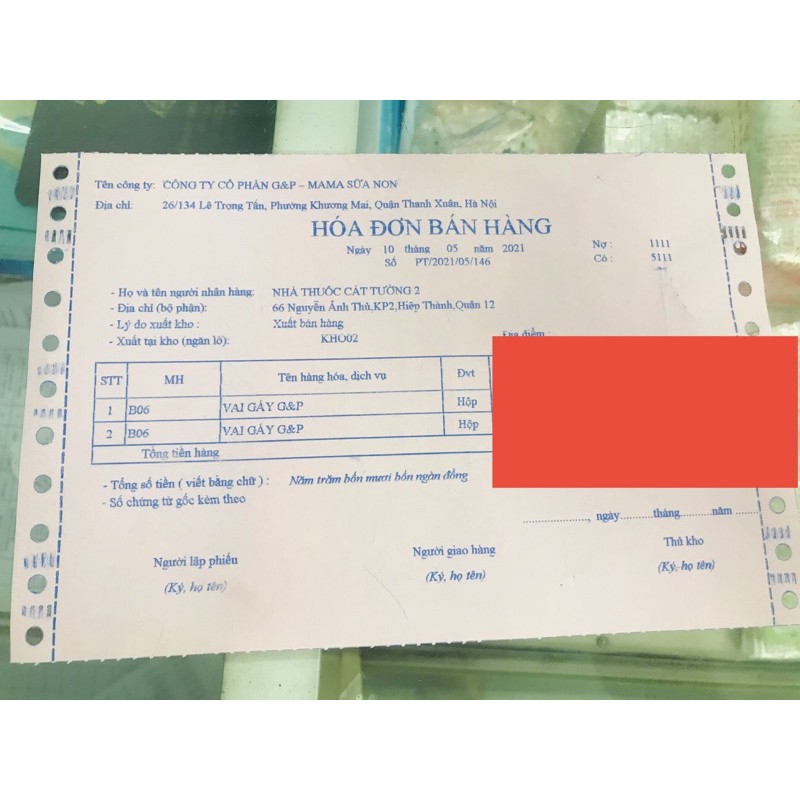 Tên công ty: CÔNG TY CỔ PHẦN G&P – MAMA SỮA NON
Địa chỉ: 26/134 Lê Trọng Tấn, Phường Khương Mai, Quận Thanh Xuân, Hà Nội
HÓA ĐƠN BÁN HÀNG
Ngày 10 tháng 05 năm 2021
Số PT/2021/05/146
Nợ : 1111
Có : 5111
- Họ và tên người nhân hàng: NHÀ THUỐC CÁT TƯỜNG 2
- Địa chỉ (bộ phận): 66 Nguyễn Ảnh Thủ,KP2,Hiệp Thành,Quận 12
- Lý do xuất kho : Xuất bán hàng
- Xuất tại kho (ngăn lô): KHO02
Địa điểm :
STT MH Tên hàng hóa, dịch vụ Đvt
1 B06 VAI GÁY G&P Hộp
2 B06 VAI GÁY G&P Hộp
Tổng tiền hàng
- Tổng số tiền ( viết bằng chữ ) : Năm trăm bốn mươi bốn ngàn đồng
- Số chứng từ gốc kèm theo
...................., ngày..........tháng..........năm .......
Người lập phiếu Người giao hàng Thủ kho
(Ký, họ tên) (Ký, họ tên) (Ký, họ tên)